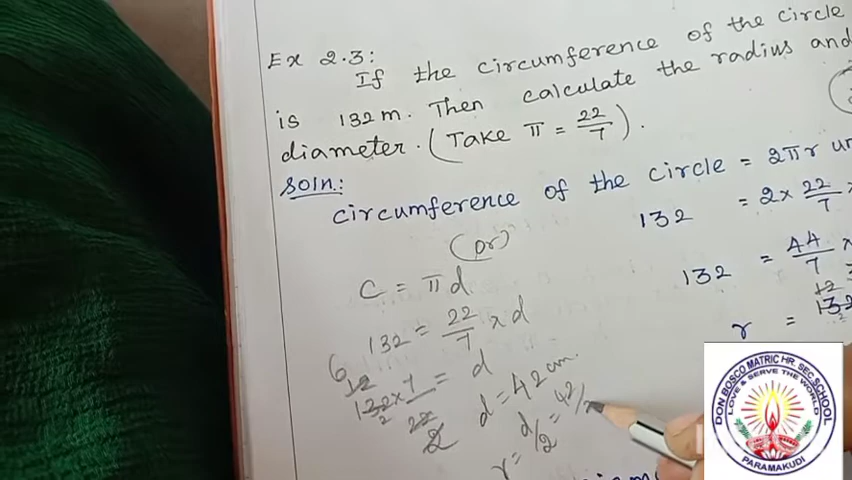 Ex 2.3:
If the circumference of the circle
is 132 m. Then calculate the radius and
diameter. (Take π = 22/7).
Soln:
circumference of the circle = 2πr un
132 = 2 × 22/7 ×
132 = 44/7 ×
r = 132
(or)
C = πd
132 = 22/7 × d
132 × 7 / 22 = d
d = 42 cm.
r = d/2 = 42/
DON BOSCO MATRIC HR. SEC SCHOOL
LOVE & SERVE THE WORLD
PARAMAKUDI